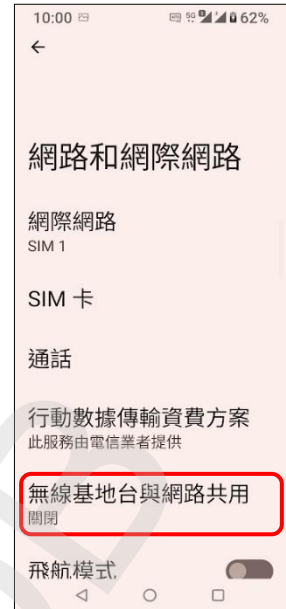 10:00 62%
網路和網際網路
網際網路
SIM 1
SIM 卡
通話
行動數據傳輸資費方案
此服務由電信業者提供
無線基地台與網路共用
關閉
飛航模式